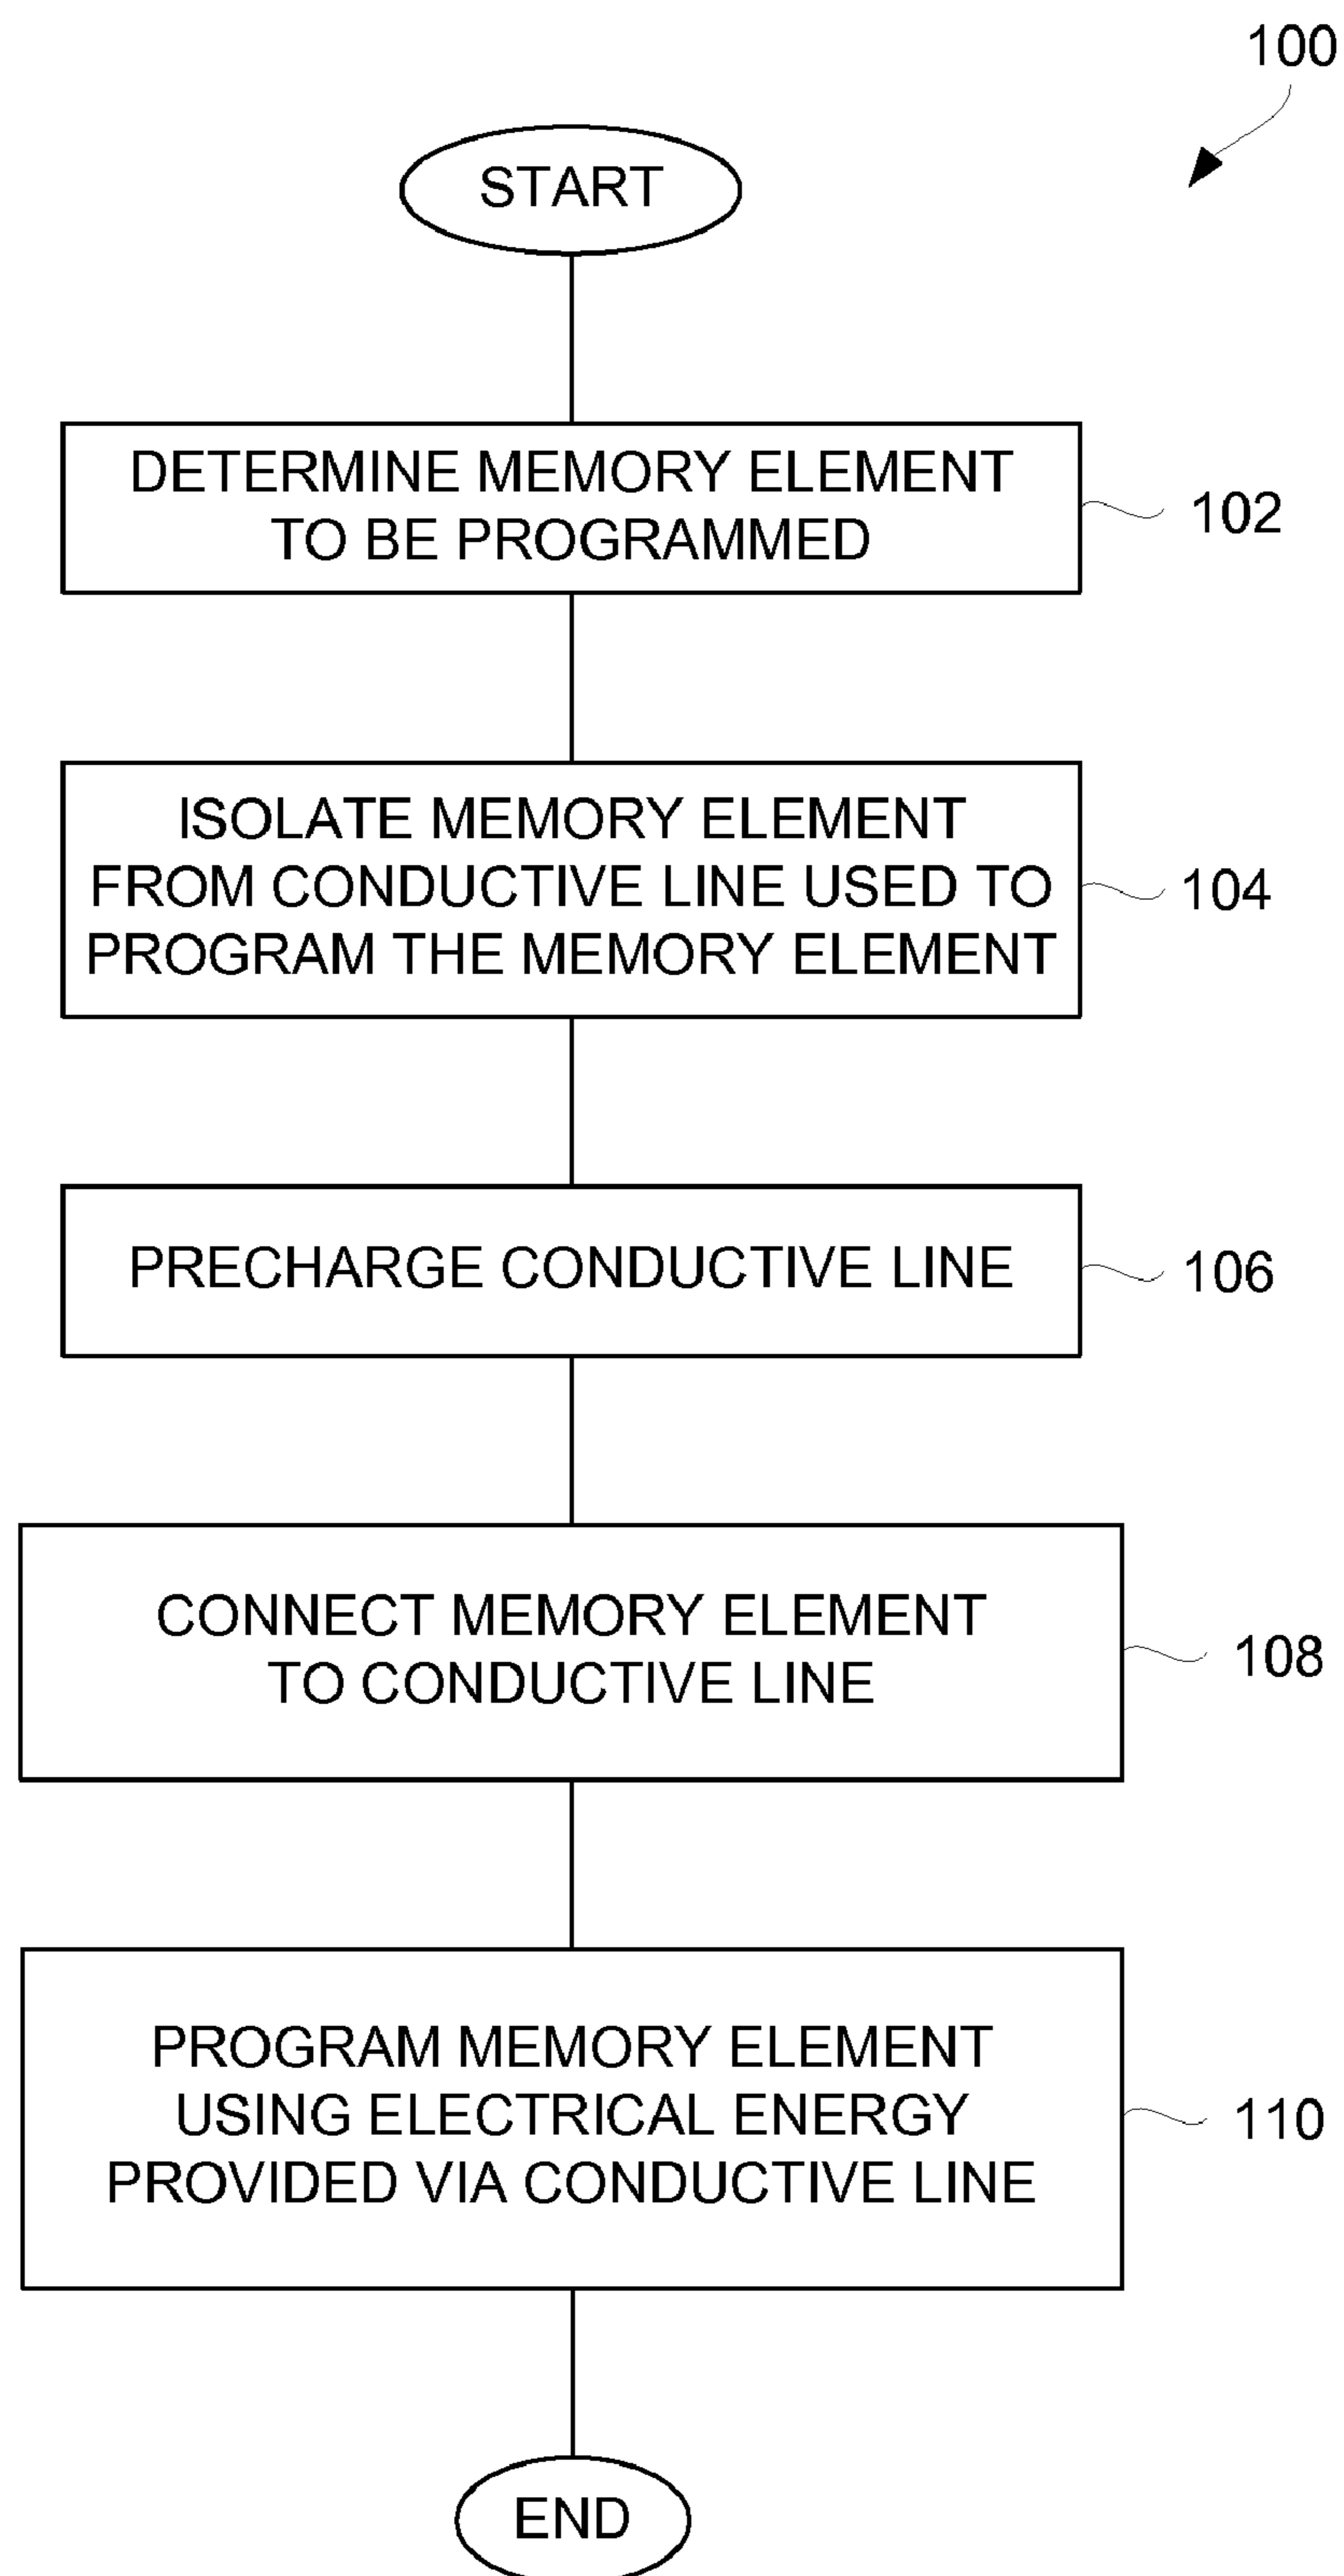 100
START
DETERMINE MEMORY ELEMENT
TO BE PROGRAMMED
102
ISOLATE MEMORY ELEMENT
FROM CONDUCTIVE LINE USED TO
PROGRAM THE MEMORY ELEMENT
104
PRECHARGE CONDUCTIVE LINE
106
CONNECT MEMORY ELEMENT
TO CONDUCTIVE LINE
108
PROGRAM MEMORY ELEMENT
USING ELECTRICAL ENERGY
PROVIDED VIA CONDUCTIVE LINE
110
END